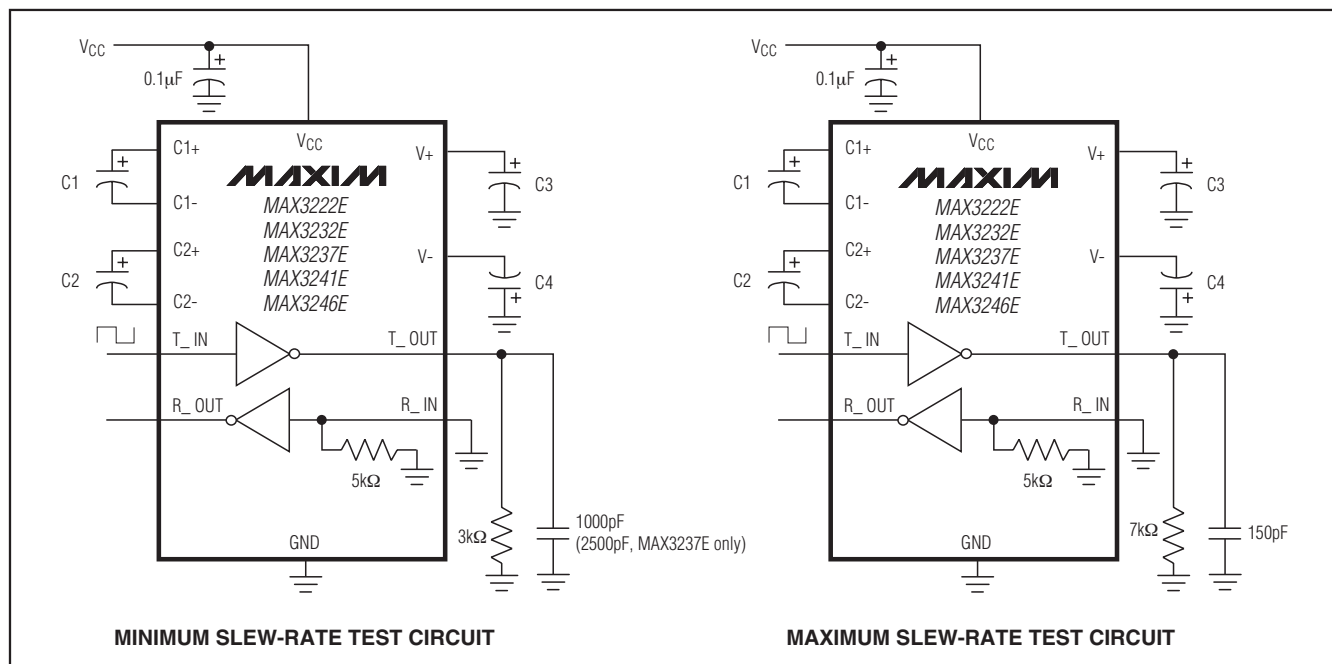 VCC
0.1µF
+
VCC
C1+
C1
+
C1-
C2+
C2
+
C2-
V+
+
C3
V-
C4
+
MAXIM
MAX3222E
MAX3232E
MAX3237E
MAX3241E
MAX3246E
T_ IN
T_ OUT
R_ OUT
R_ IN
5kΩ
3kΩ
1000pF
(2500pF, MAX3237E only)
GND
MINIMUM SLEW-RATE TEST CIRCUIT
VCC
0.1µF
+
VCC
C1+
C1
+
C1-
C2+
C2
+
C2-
V+
+
C3
V-
C4
+
MAXIM
MAX3222E
MAX3232E
MAX3237E
MAX3241E
MAX3246E
T_ IN
T_ OUT
R_ OUT
R_ IN
5kΩ
7kΩ
150pF
GND
MAXIMUM SLEW-RATE TEST CIRCUIT